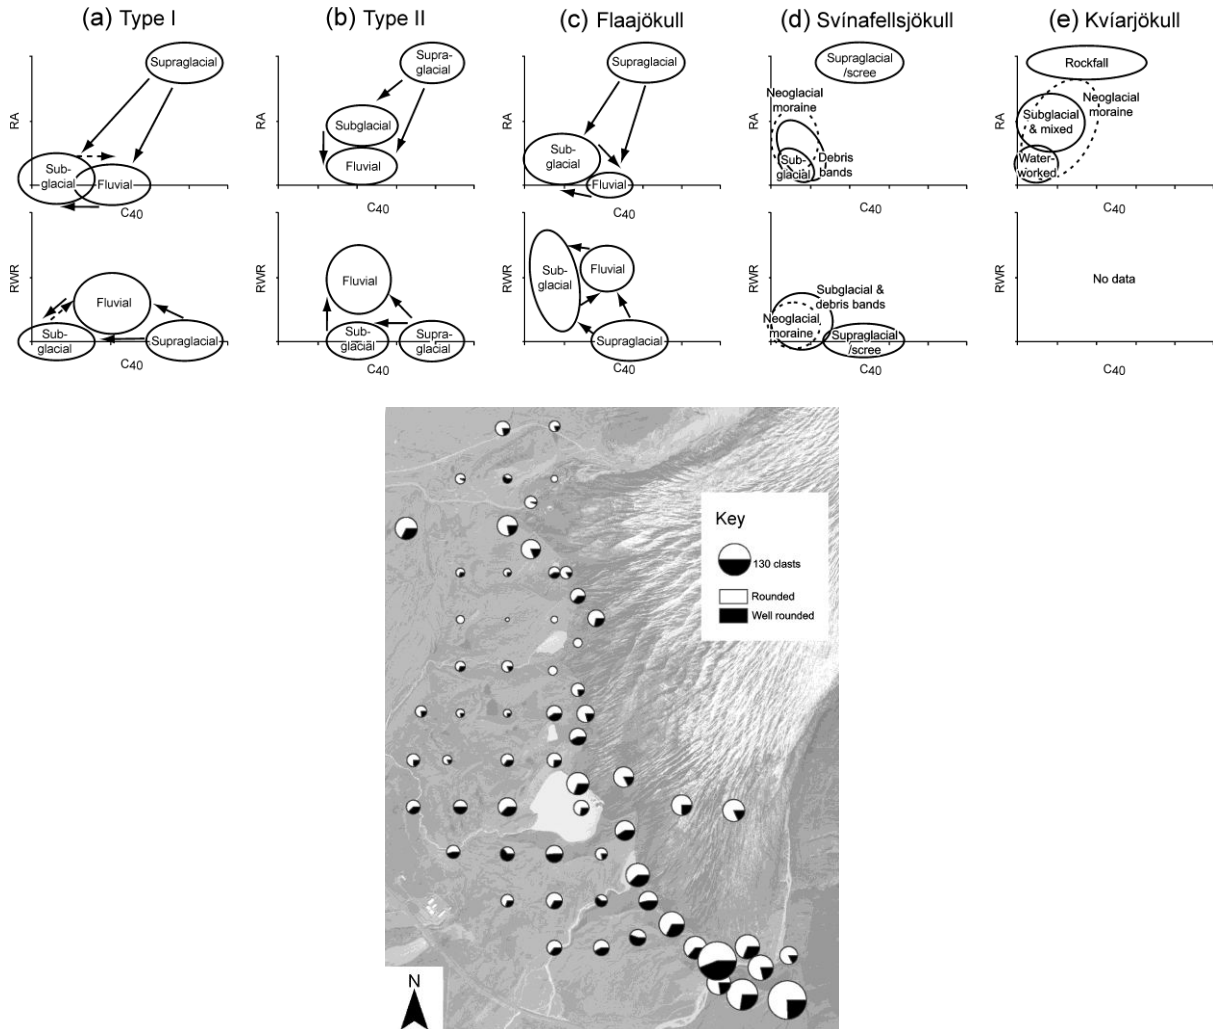 (a) Type I
RA
Supraglacial
Sub-
glacial
Fluvial
C40
RWR
Fluvial
Sub-
glacial
Supraglacial
C40
(b) Type II
RA
Supra-
glacial
Subglacial
Fluvial
C40
RWR
Fluvial
Sub-
glacial
Supra-
glacial
C40
(c) Flaajökull
RA
Supraglacial
Sub-
glacial
Fluvial
C40
RWR
Sub-
glacial
Fluvial
Supraglacial
C40
(d) Svínafellsjökull
RA
Supraglacial
/scree
Neoglacial
moraine
Sub-
glacial
Debris
bands
C40
RWR
Subglacial &
debris bands
Neoglacial
moraine
Supraglacial
/scree
C40
(e) Kvíarjökull
RA
Rockfall
Neoglacial
moraine
Subglacial
& mixed
Water-
worked
C40
RWR
No data
C40
Key
130 clasts
Rounded
Well rounded
N